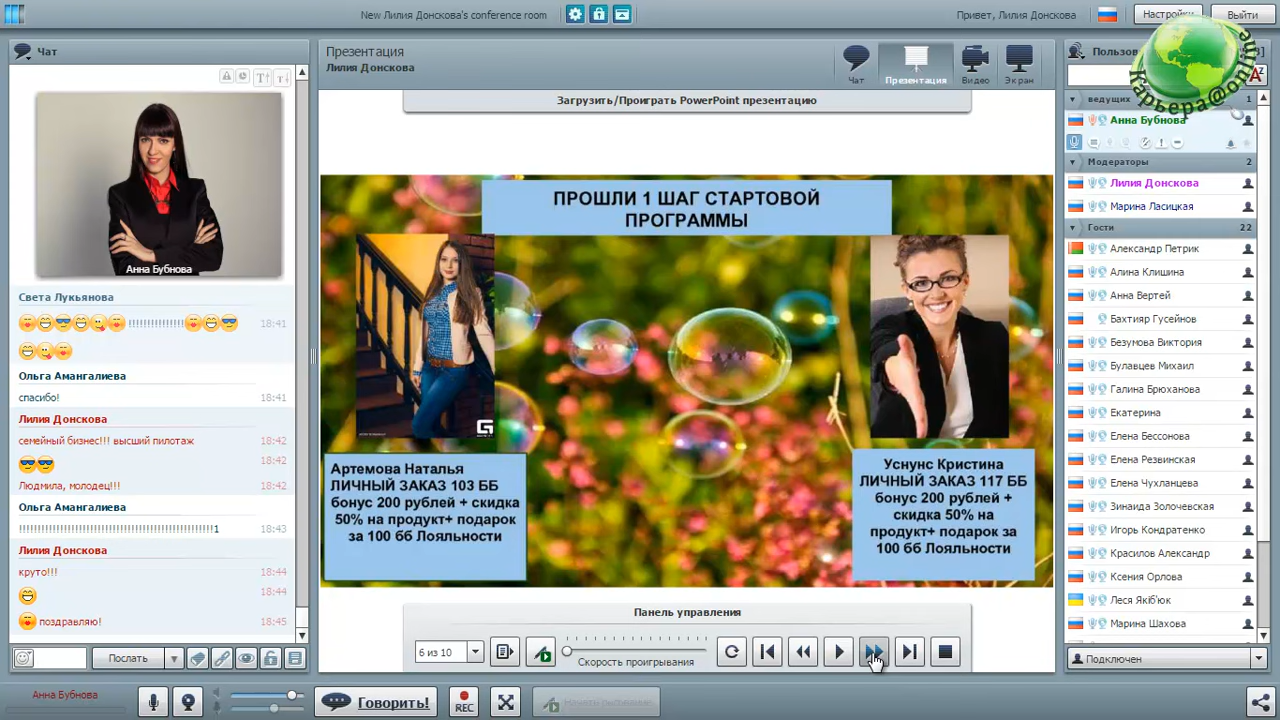 New Лилия Донскова's conference room
Привет, Лилия Донскова
Настройки
Выйти
Карьера@online
Чат
Анна Бубнова
Света Лукьянова
!!!!!!!!!!!!!!! 18:41
Ольга Амангалиева
спасибо! 18:41
Лилия Донскова
семейный бизнес!!! высший пилотаж 18:42
18:42
Людмила, молодец!!! 18:42
Ольга Амангалиева
!!!!!!!!!!!!!!!!!!!!!!!!!!!!!!!!!!!!!!!!!!!!!!!!!!!1 18:43
Лилия Донскова
круто!!! 18:44
18:44
поздравляю! 18:45
Послать
Презентация
Лилия Донскова
Чат
Презентация
Видео
Экран
Загрузить/Проиграть PowerPoint презентацию
ПРОШЛИ 1 ШАГ СТАРТОВОЙ
ПРОГРАММЫ
Артемова Наталья
ЛИЧНЫЙ ЗАКАЗ 103 ББ
бонус 200 рублей + скидка
50% на продукт+ подарок
за 100 бб Лояльности
Уснунс Кристина
ЛИЧНЫЙ ЗАКАЗ 117 ББ
бонус 200 рублей +
скидка 50% на
продукт+ подарок за
100 бб Лояльности
Панель управления
6 из 10
Скорость проигрывания
ведущих 1
Анна Бубнова
Модераторы 2
Лилия Донскова
Марина Ласицкая
Гости 22
Александр Петрик
Алина Клишина
Анна Вертей
Бахтияр Гусейнов
Безумова Виктория
Булавцев Михаил
Галина Брюханова
Екатерина
Елена Бессонова
Елена Резвинская
Елена Чухланцева
Зинаида Золочевская
Игорь Кондратенко
Красилов Александр
Ксения Орлова
Леся Якіб'юк
Марина Шахова
Подключен
Анна Бубнова
Говорить!
REC